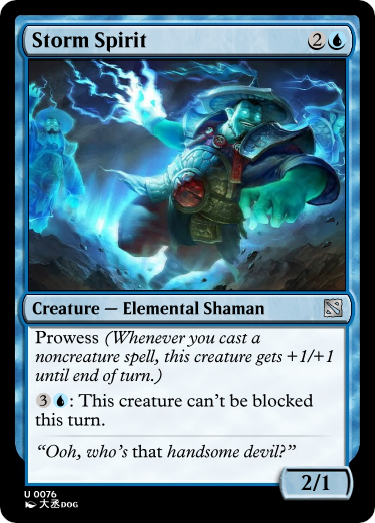 Storm Spirit 2
Creature — Elemental Shaman
Prowess (Whenever you cast a
noncreature spell, this creature gets +1/+1
until end of turn.)
3 : This creature can't be blocked
this turn.
“Ooh, who's that handsome devil?”
2/1
U 0076
大丞DOG